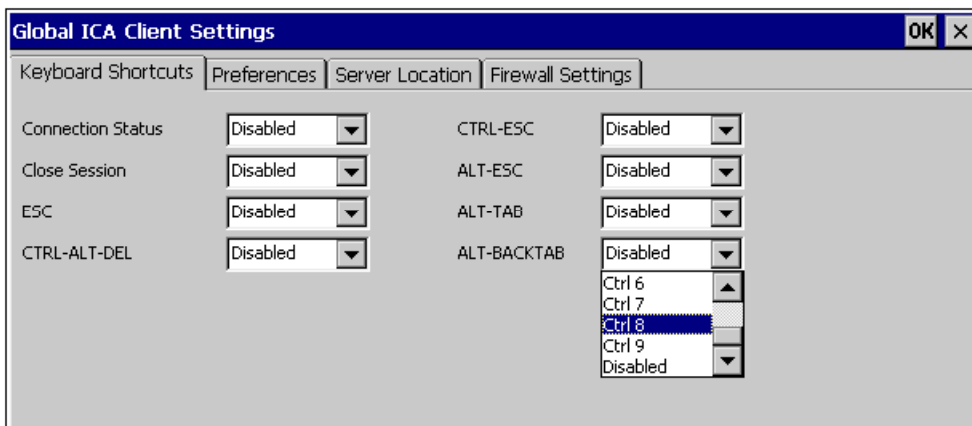 Global ICA Client Settings OK ×
Keyboard Shortcuts Preferences Server Location Firewall Settings
Connection Status Disabled CTRL-ESC Disabled
Close Session Disabled ALT-ESC Disabled
ESC Disabled ALT-TAB Disabled
CTRL-ALT-DEL Disabled ALT-BACKTAB Disabled
Ctrl 6
Ctrl 7
Ctrl 8
Ctrl 9
Disabled